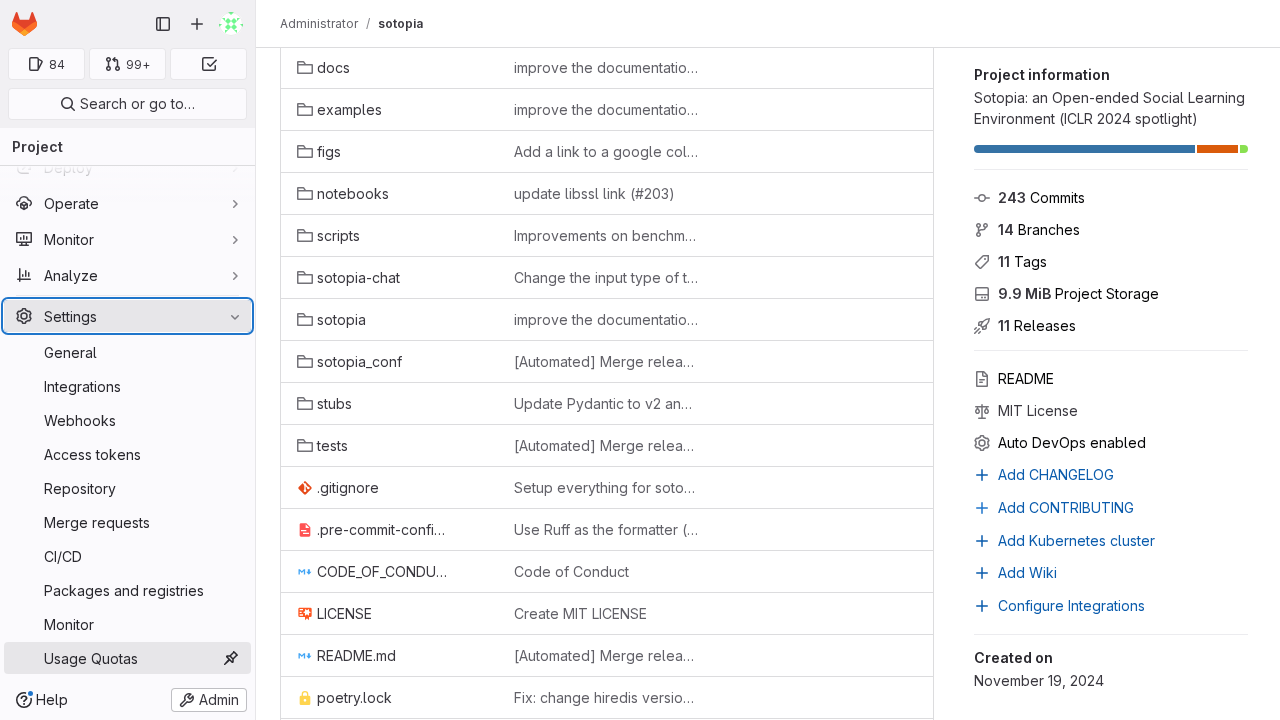 84
99+
Search or go to…
Project
Deploy
Operate
Monitor
Analyze
Settings
General
Integrations
Webhooks
Access tokens
Repository
Merge requests
CI/CD
Packages and registries
Monitor
Usage Quotas
Help
Admin
Administrator / sotopia
docs improve the documentatio…
examples improve the documentatio…
figs Add a link to a google col…
notebooks update libssl link (#203)
scripts Improvements on benchm…
sotopia-chat Change the input type of t…
sotopia improve the documentatio…
sotopia_conf [Automated] Merge relea…
stubs Update Pydantic to v2 an…
tests [Automated] Merge relea…
.gitignore Setup everything for soto…
.pre-commit-confi… Use Ruff as the formatter (…
CODE_OF_CONDU… Code of Conduct
LICENSE Create MIT LICENSE
README.md [Automated] Merge relea…
poetry.lock Fix: change hiredis versio…
Project information
Sotopia: an Open-ended Social Learning
Environment (ICLR 2024 spotlight)
243 Commits
14 Branches
11 Tags
9.9 MiB Project Storage
11 Releases
README
MIT License
Auto DevOps enabled
Add CHANGELOG
Add CONTRIBUTING
Add Kubernetes cluster
Add Wiki
Configure Integrations
Created on
November 19, 2024